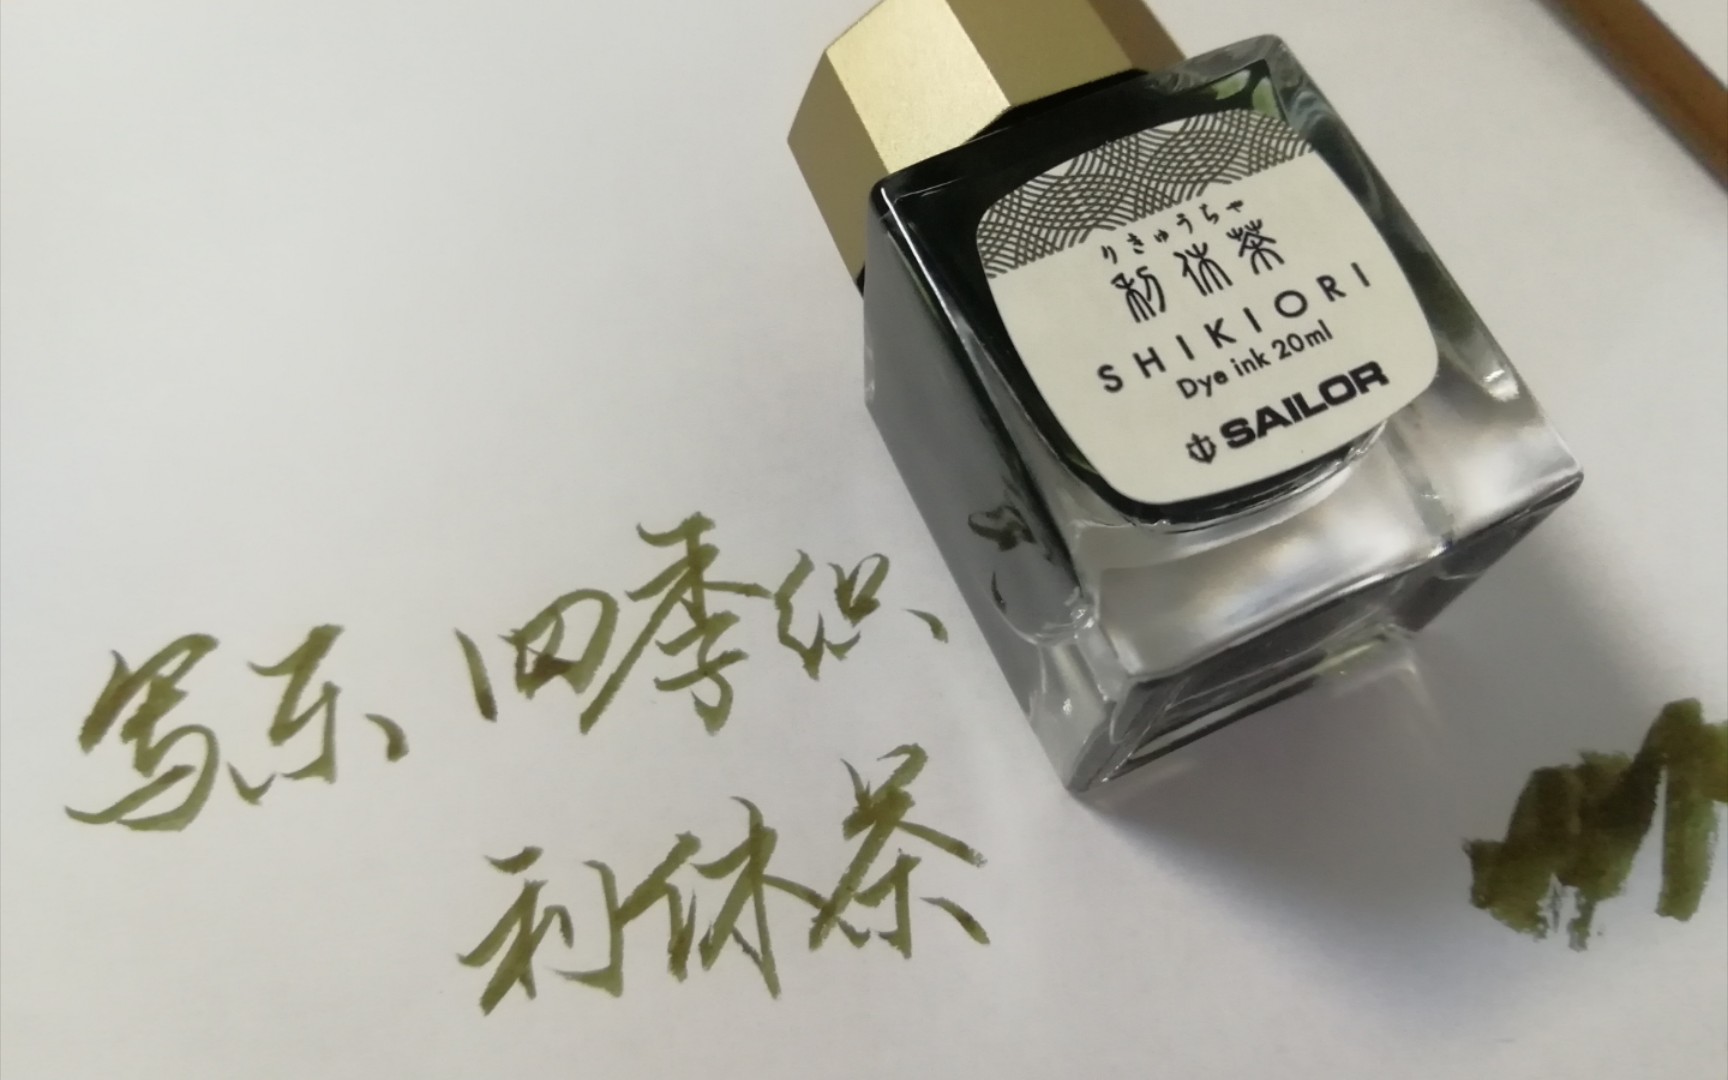 りきゅうちゃ
利休茶
SHIKIORI
Dye ink 20ml
SAILOR
写乐 四季织
利休茶